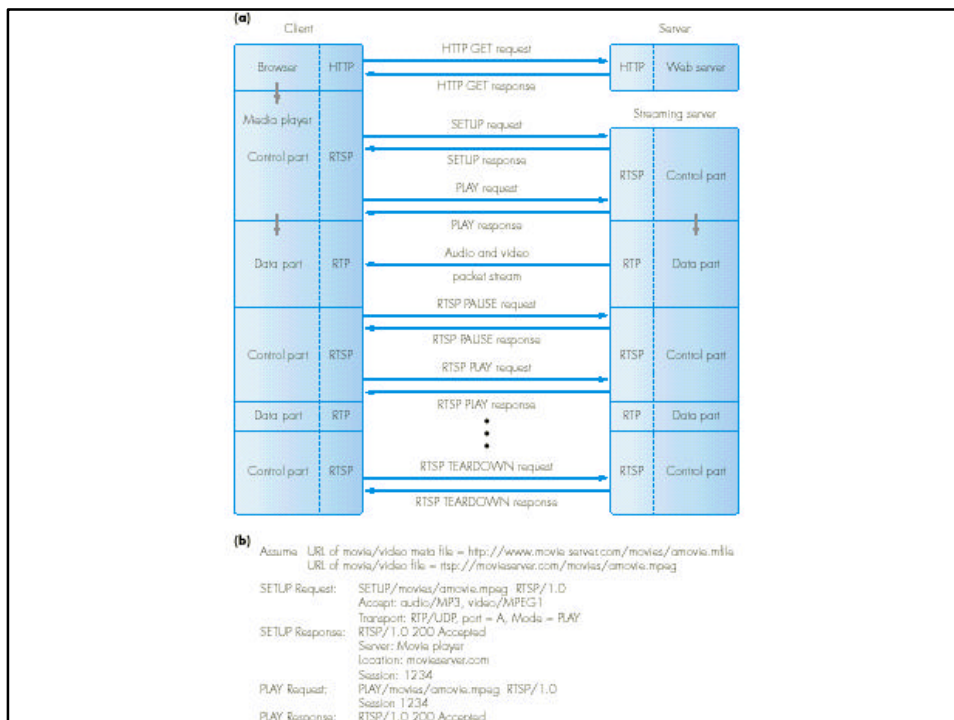 (a)
Client
Server
HTTP GET request
Browser HTTP
HTTP Web server
HTTP GET response
Media player
Streaming server
SETUP request
Control part RTSP
SETUP response
RTSP Control part
PLAY request
PLAY response
Audio and video
Data part RTP
RTP Data part
packet stream
RTSP PAUSE request
RTSP PAUSE response
Control part RTSP
RTSP Control part
RTSP PLAY request
RTSP PLAY response
Data part RTP
RTP Data part
RTSP TEARDOWN request
Control part RTSP
RTSP Control part
RTSP TEARDOWN response
(b)
Assume URL of movie/video meta file = http://www.movie server.com/movies/amovie.mfile
URL of movie/video file = rtsp://movieserver.com/movies/amovie.mpeg
SETUP Request: SETUP/movies/amovie.mpeg RTSP/1.0
Accept: audio/MP3, video/MPEG1
Transport: RTP/UDP, port = A, Mode = PLAY
SETUP Response: RTSP/1.0 200 Accepted
Server: Movie player
Location: movieserver.com
Session: 1234
PLAY Request: PLAY/movies/amovie.mpeg RTSP/1.0
Session 1234
PLAY Response: RTSP/1.0 200 Accepted